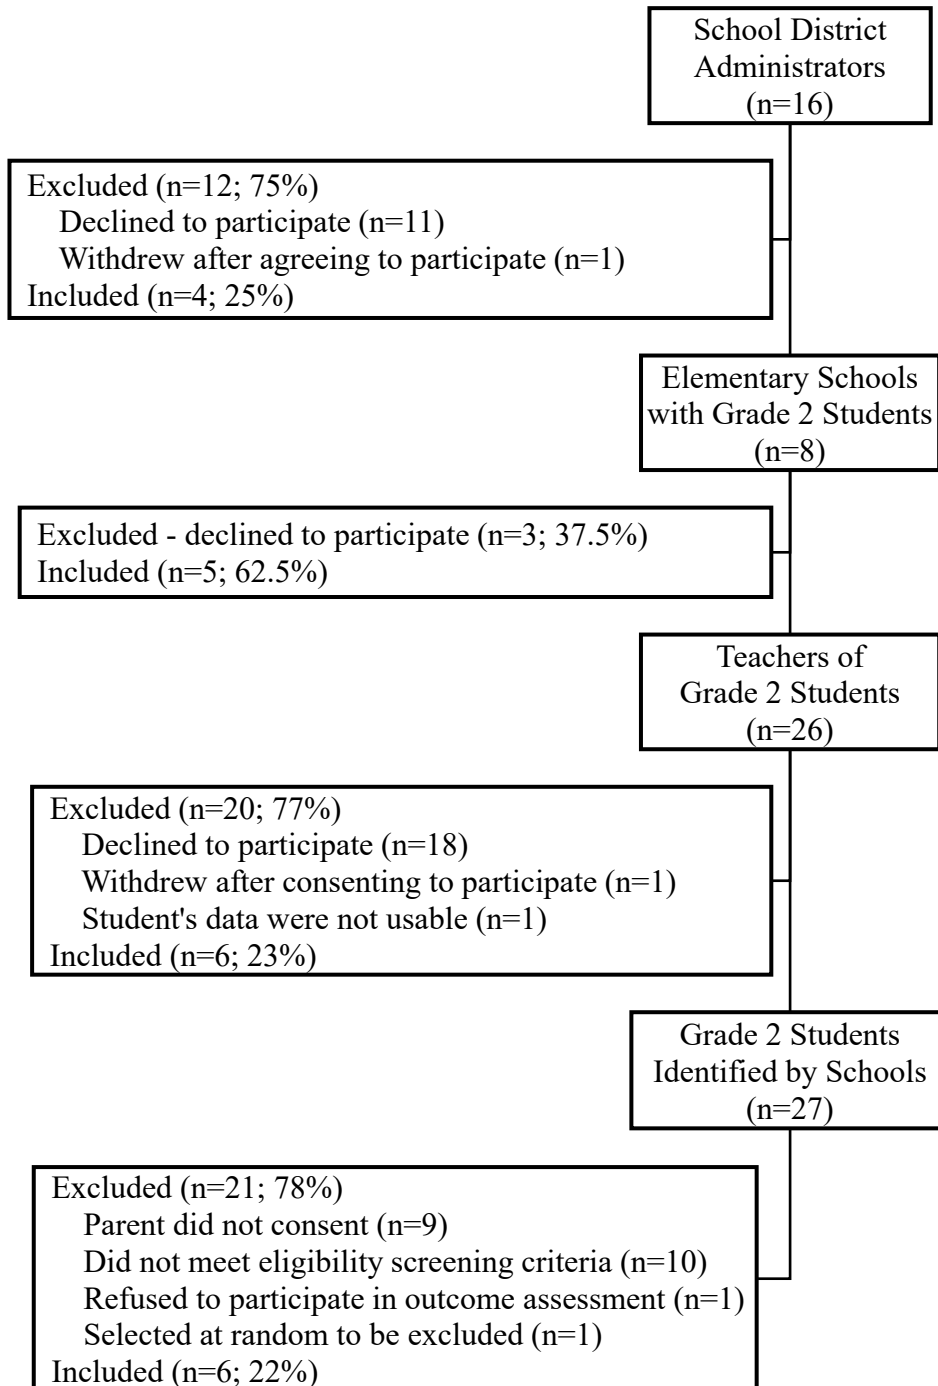 School District
Administrators
(n=16)
Excluded (n=12; 75%)
Declined to participate (n=11)
Withdrew after agreeing to participate (n=1)
Included (n=4; 25%)
Elementary Schools
with Grade 2 Students
(n=8)
Excluded - declined to participate (n=3; 37.5%)
Included (n=5; 62.5%)
Teachers of
Grade 2 Students
(n=26)
Excluded (n=20; 77%)
Declined to participate (n=18)
Withdrew after consenting to participate (n=1)
Student's data were not usable (n=1)
Included (n=6; 23%)
Grade 2 Students
Identified by Schools
(n=27)
Excluded (n=21; 78%)
Parent did not consent (n=9)
Did not meet eligibility screening criteria (n=10)
Refused to participate in outcome assessment (n=1)
Selected at random to be excluded (n=1)
Included (n=6; 22%)